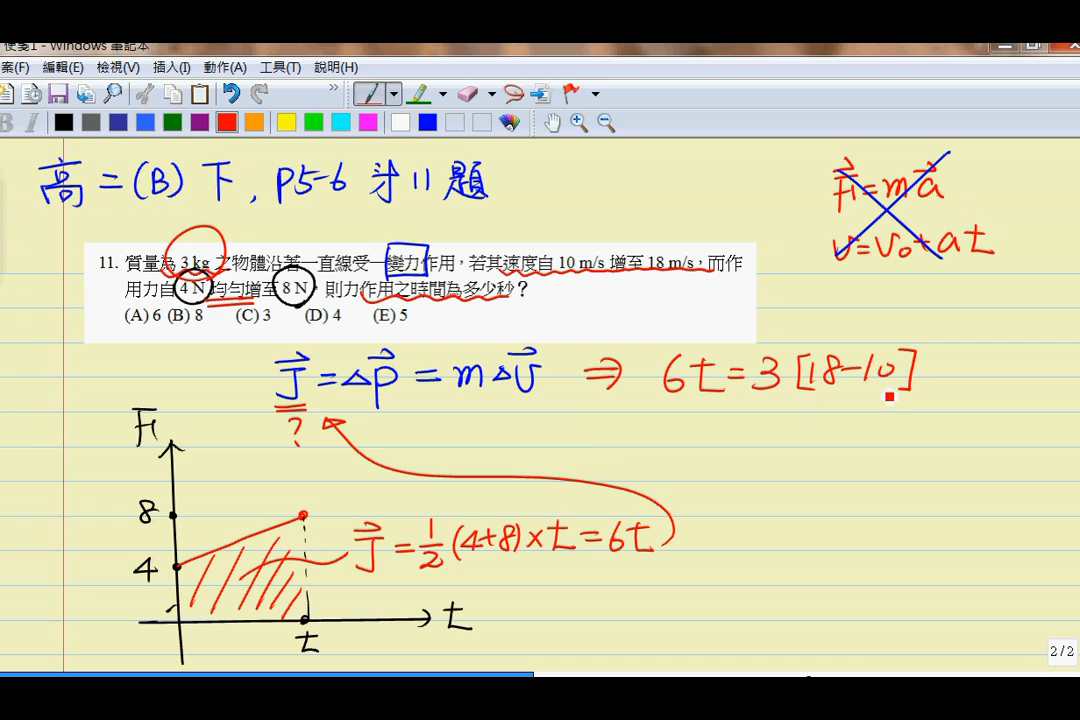 便箋1 - Windows 筆記本
案(F) 編輯(E) 檢視(V) 插入(I) 動作(A) 工具(T) 說明(H)
B I
高二(B)下, P5-6 第11題
F=ma
v=v₀+at
11. 質量為 3 kg 之物體沿著一直線受一變力作用，若其速度自 10 m/s 增至 18 m/s，而作
用力自 4 N 均勻增至 8 N，則力作用之時間為多少秒？
(A) 6 (B) 8 (C) 3 (D) 4 (E) 5
J = Δp = mΔv ⇒ 6t = 3 [18-10]
?
F
8
4
J = 1/2 (4+8) × t = 6t
t
t
2/2